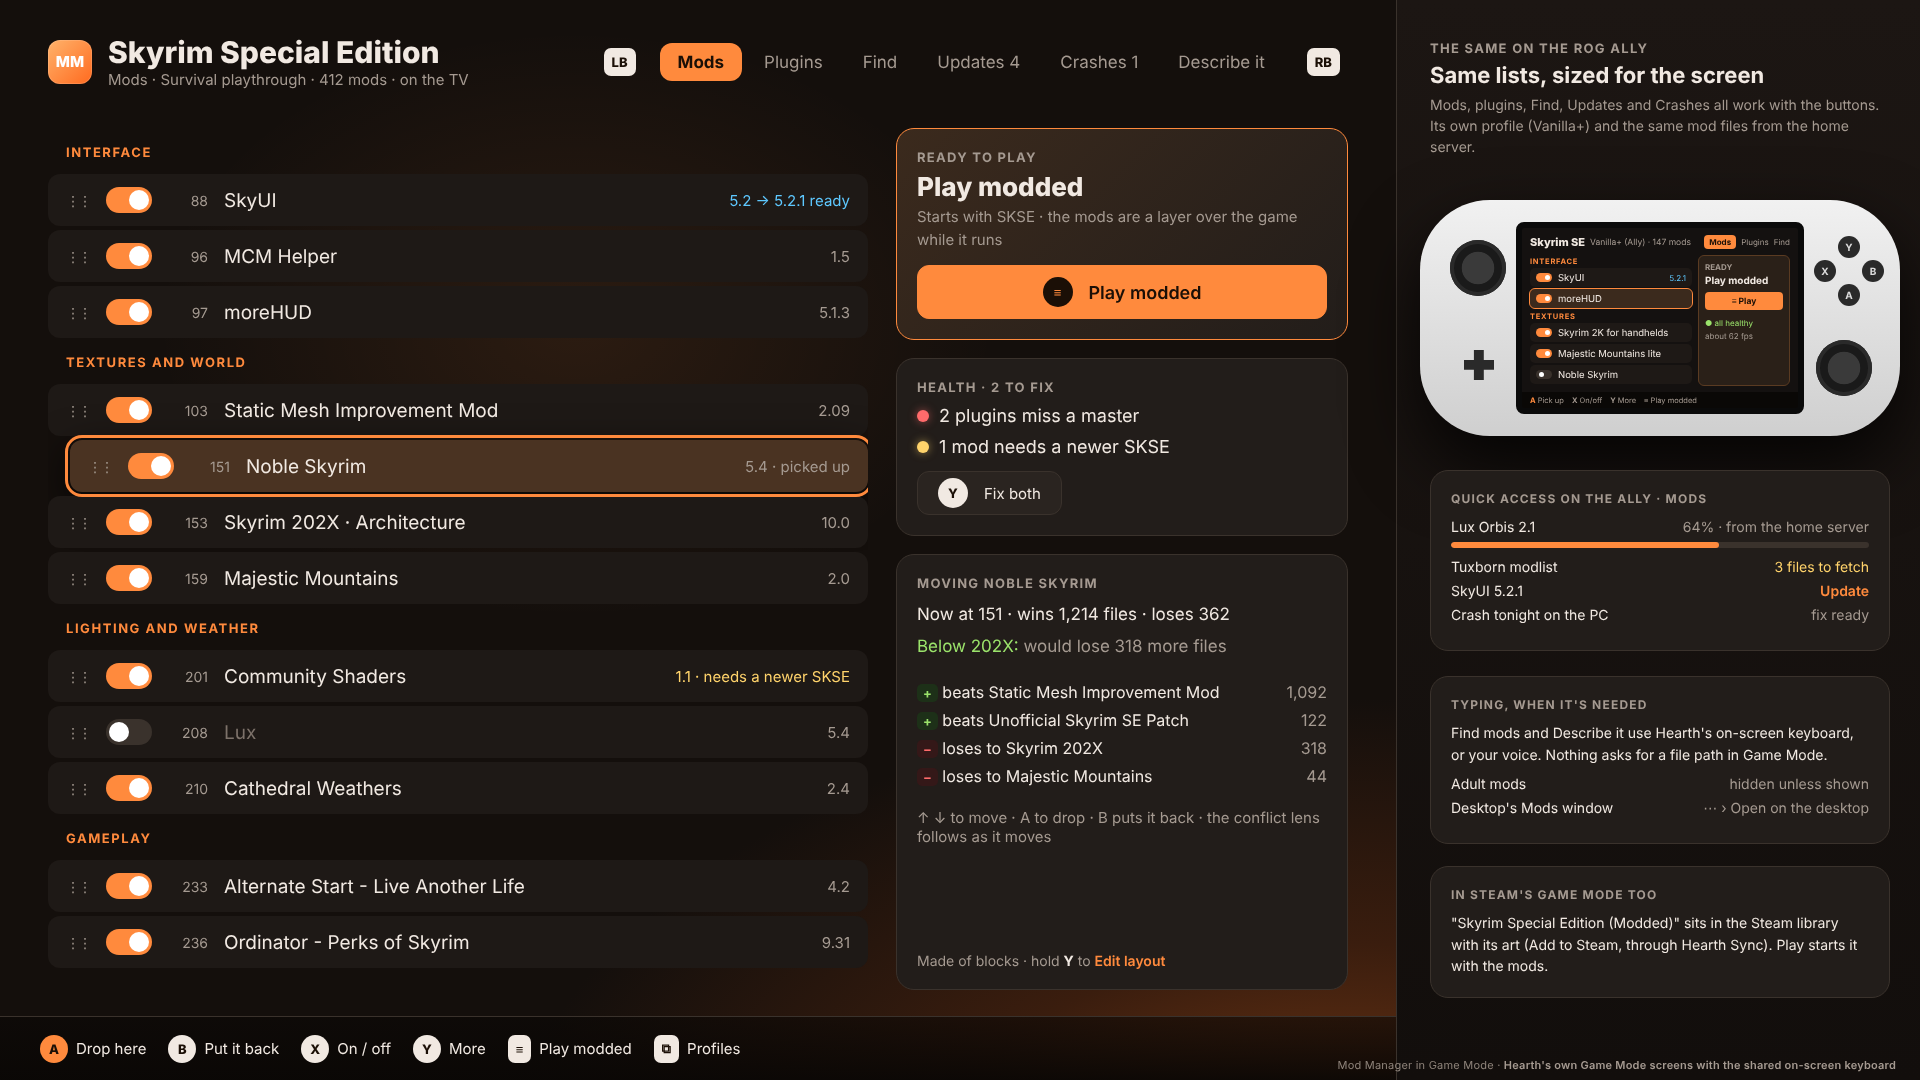 MM
Skyrim Special Edition
Mods · Survival playthrough · 412 mods · on the TV
LB
Mods
Plugins
Find
Updates 4
Crashes 1
Describe it
RB
INTERFACE
88 SkyUI 5.2 → 5.2.1 ready
96 MCM Helper 1.5
97 moreHUD 5.1.3
TEXTURES AND WORLD
103 Static Mesh Improvement Mod 2.09
151 Noble Skyrim 5.4 · picked up
153 Skyrim 202X · Architecture 10.0
159 Majestic Mountains 2.0
LIGHTING AND WEATHER
201 Community Shaders 1.1 · needs a newer SKSE
208 Lux 5.4
210 Cathedral Weathers 2.4
GAMEPLAY
233 Alternate Start - Live Another Life 4.2
236 Ordinator - Perks of Skyrim 9.31
READY TO PLAY
Play modded
Starts with SKSE · the mods are a layer over the game
while it runs
≡ Play modded
HEALTH · 2 TO FIX
2 plugins miss a master
1 mod needs a newer SKSE
Y Fix both
MOVING NOBLE SKYRIM
Now at 151 · wins 1,214 files · loses 362
Below 202X: would lose 318 more files
+ beats Static Mesh Improvement Mod 1,092
+ beats Unofficial Skyrim SE Patch 122
– loses to Skyrim 202X 318
– loses to Majestic Mountains 44
↑ ↓ to move · A to drop · B puts it back · the conflict lens
follows as it moves
Made of blocks · hold Y to Edit layout
A Drop here
B Put it back
X On / off
Y More
≡ Play modded
⧉ Profiles
THE SAME ON THE ROG ALLY
Same lists, sized for the screen
Mods, plugins, Find, Updates and Crashes all work with the buttons.
Its own profile (Vanilla+) and the same mod files from the home
server.
Skyrim SE Vanilla+ (Ally) · 147 mods Mods Plugins Find
INTERFACE
SkyUI 5.2.1
moreHUD
TEXTURES
Skyrim 2K for handhelds
Majestic Mountains lite
Noble Skyrim
READY
Play modded
≡ Play
all healthy
about 62 fps
A Pick up X On/off Y More ≡ Play modded
Y
X
B
A
QUICK ACCESS ON THE ALLY · MODS
Lux Orbis 2.1 64% · from the home server
Tuxborn modlist 3 files to fetch
SkyUI 5.2.1 Update
Crash tonight on the PC fix ready
TYPING, WHEN IT'S NEEDED
Find mods and Describe it use Hearth's on-screen keyboard,
or your voice. Nothing asks for a file path in Game Mode.
Adult mods hidden unless shown
Desktop's Mods window ··· › Open on the desktop
IN STEAM'S GAME MODE TOO
"Skyrim Special Edition (Modded)" sits in the Steam library
with its art (Add to Steam, through Hearth Sync). Play starts it
with the mods.
Mod Manager in Game Mode · Hearth's own Game Mode screens with the shared on-screen keyboard